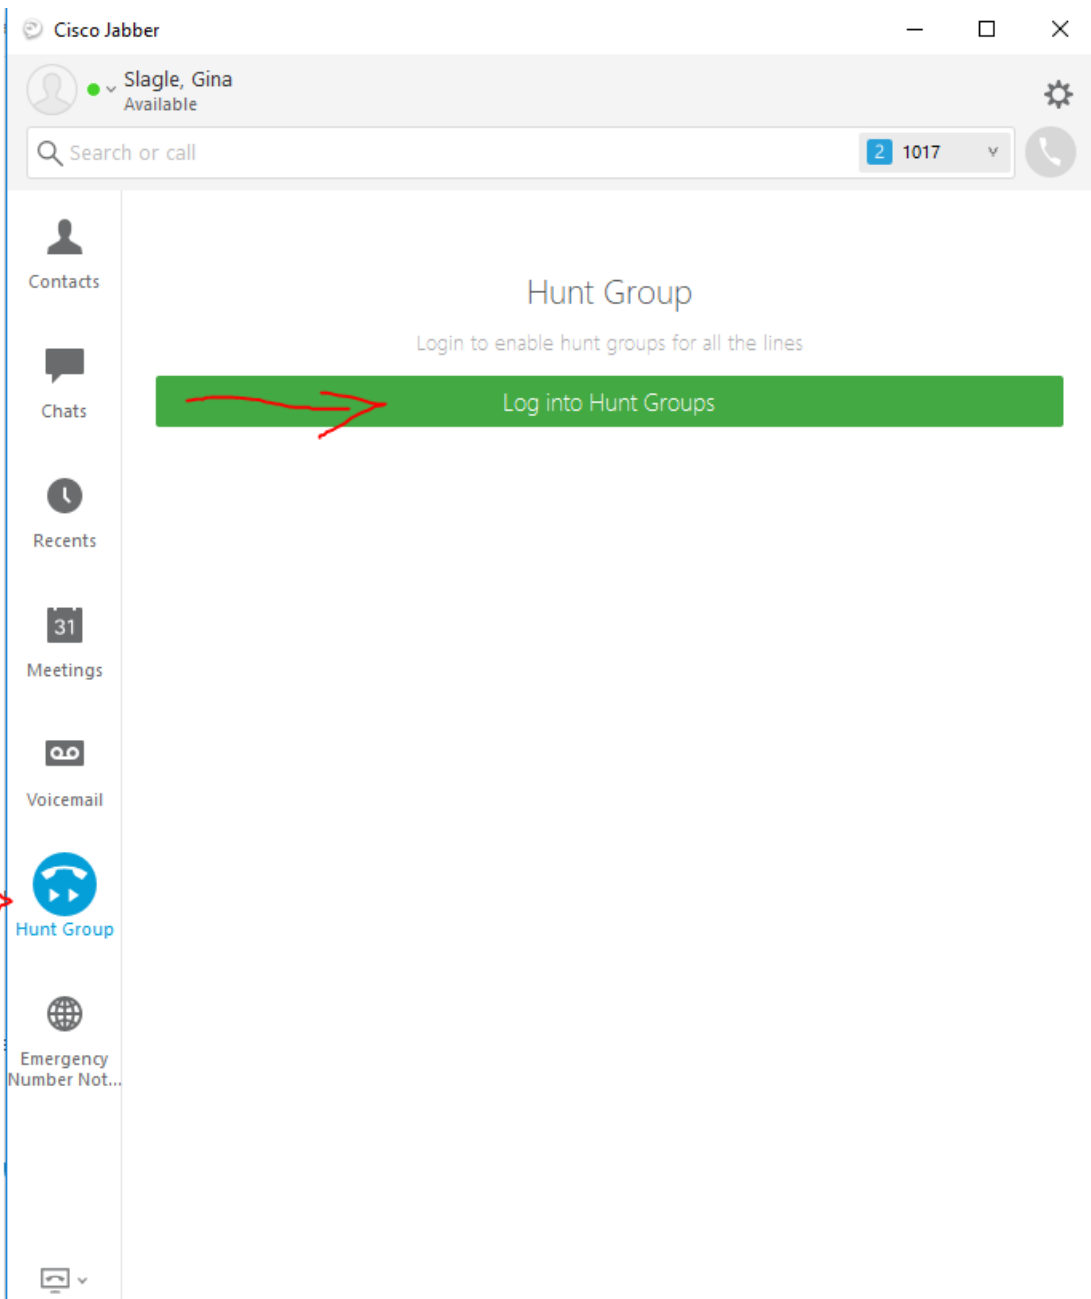 Cisco Jabber
Slagle, Gina
Available
Search or call
2 1017
Contacts
Chats
Recents
31
Meetings
Voicemail
Hunt Group
Emergency
Number Not...
Hunt Group
Login to enable hunt groups for all the lines
Log into Hunt Groups